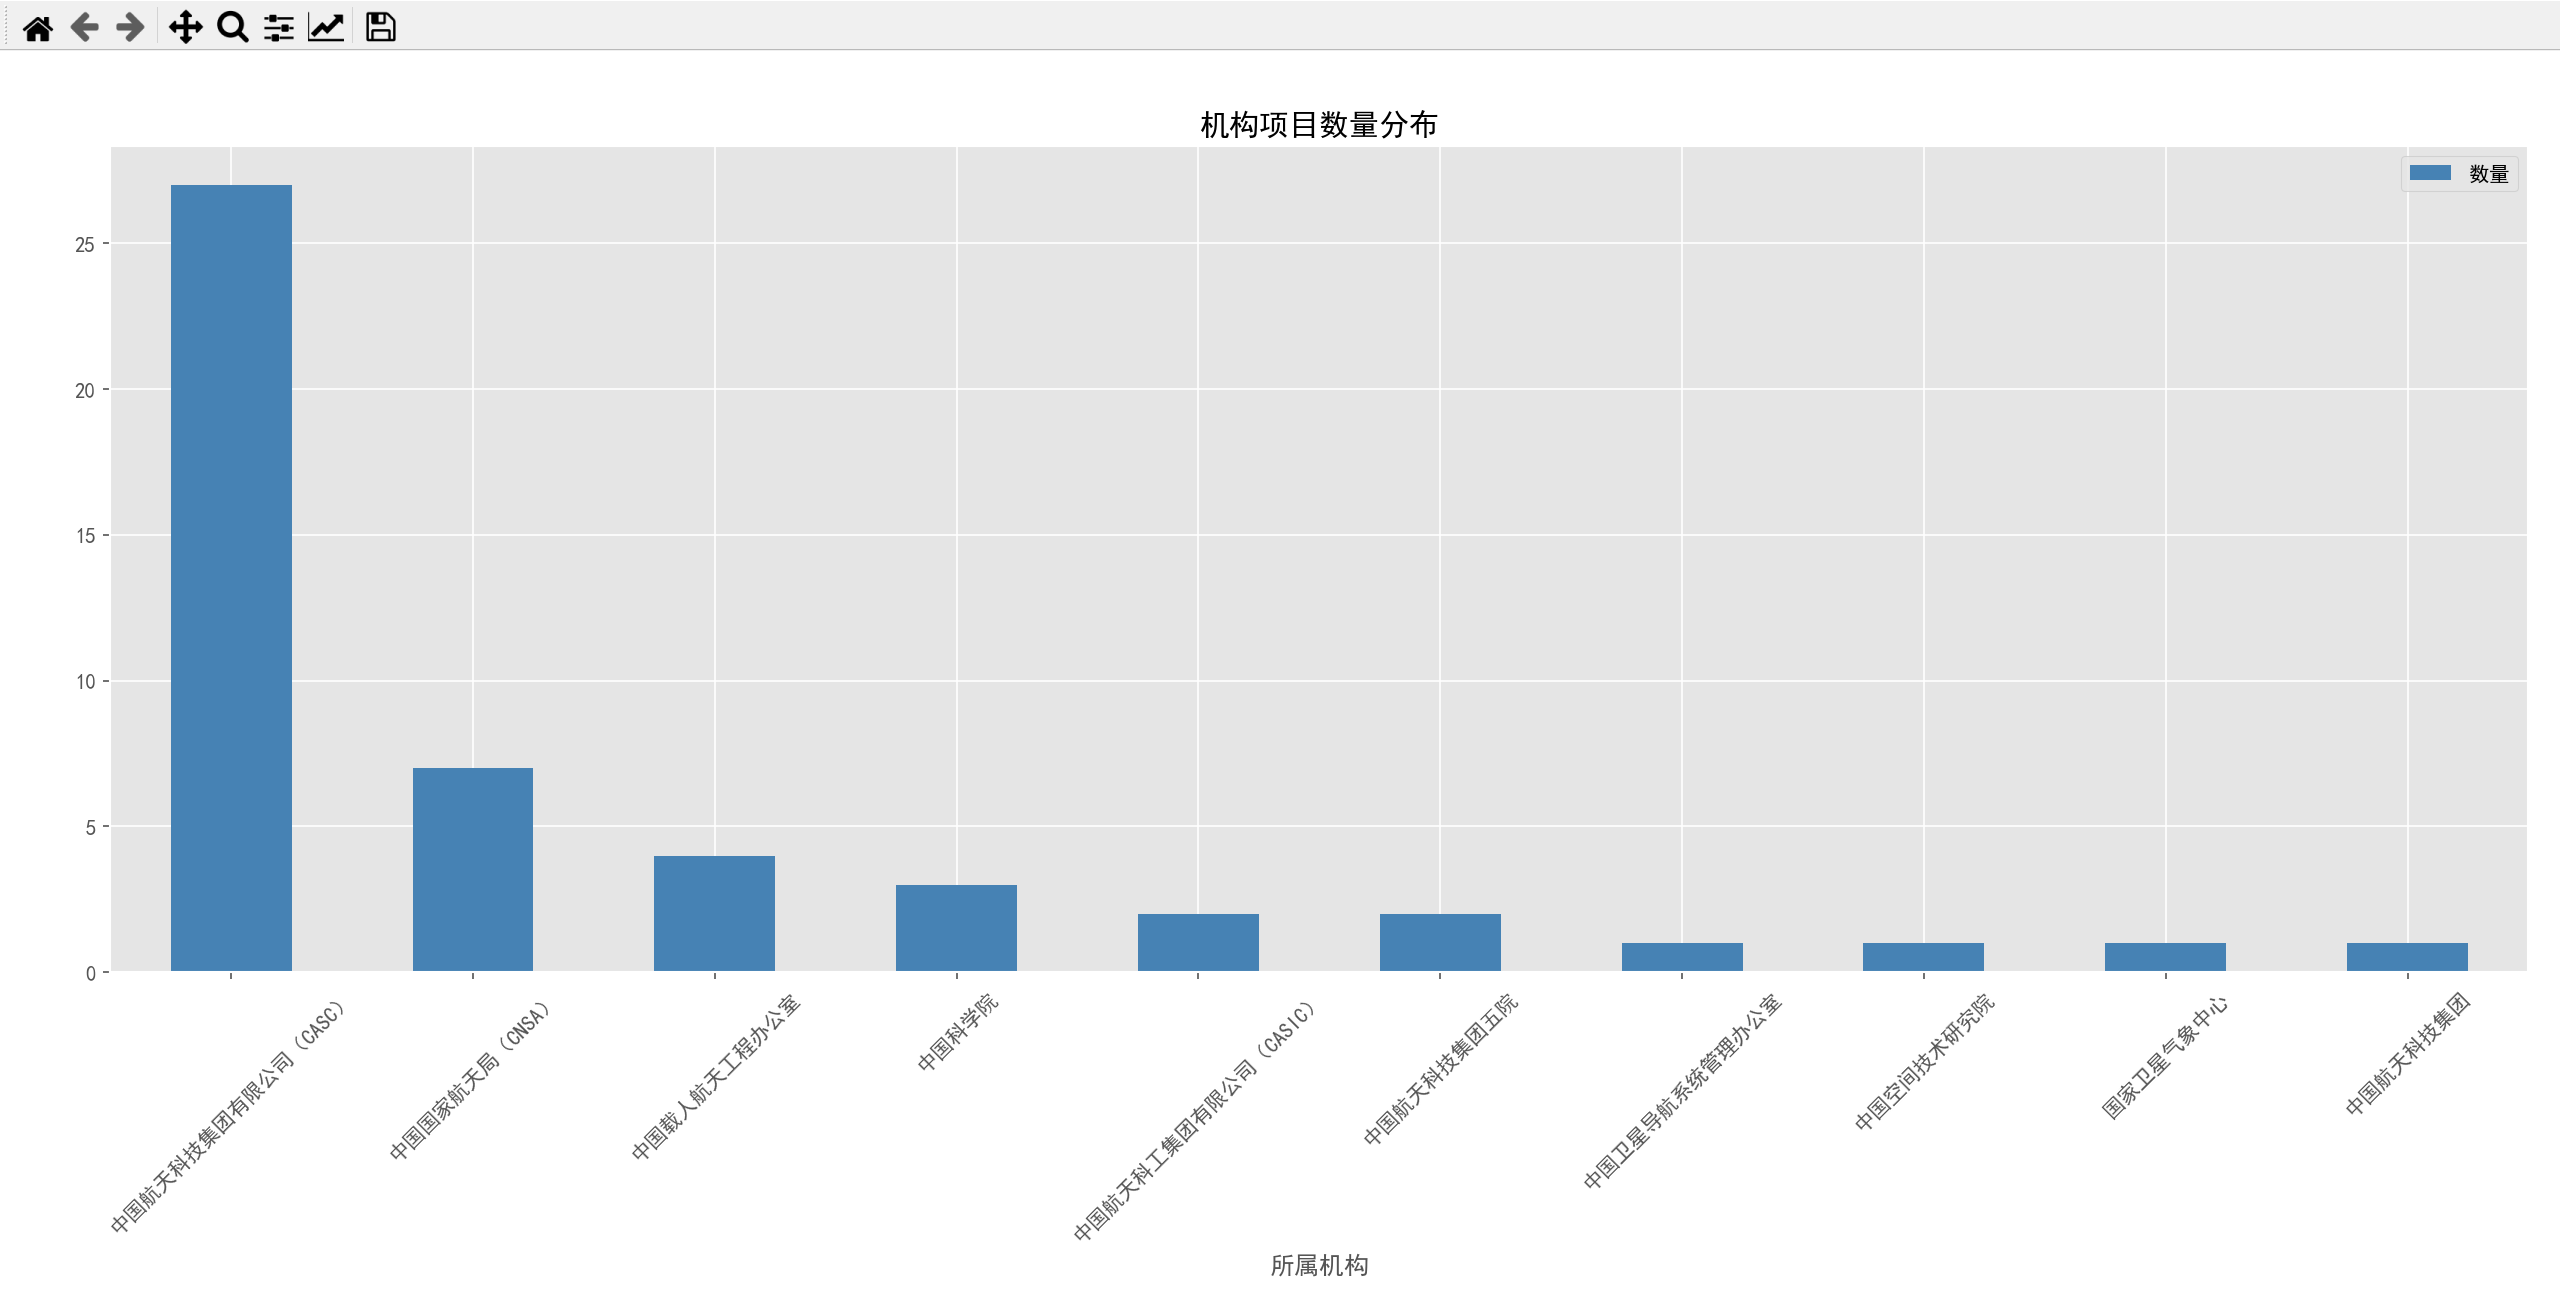 机构项目数量分布
数量
25
20
15
10
5
0
中国航天科技集团有限公司（CASC）
中国国家航天局（CNSA）
中国载人航天工程办公室
中国科学院
中国航天科工集团有限公司（CASIC）
中国航天科技集团五院
中国卫星导航系统管理办公室
中国空间技术研究院
国家卫星气象中心
中国航天科技集团
所属机构